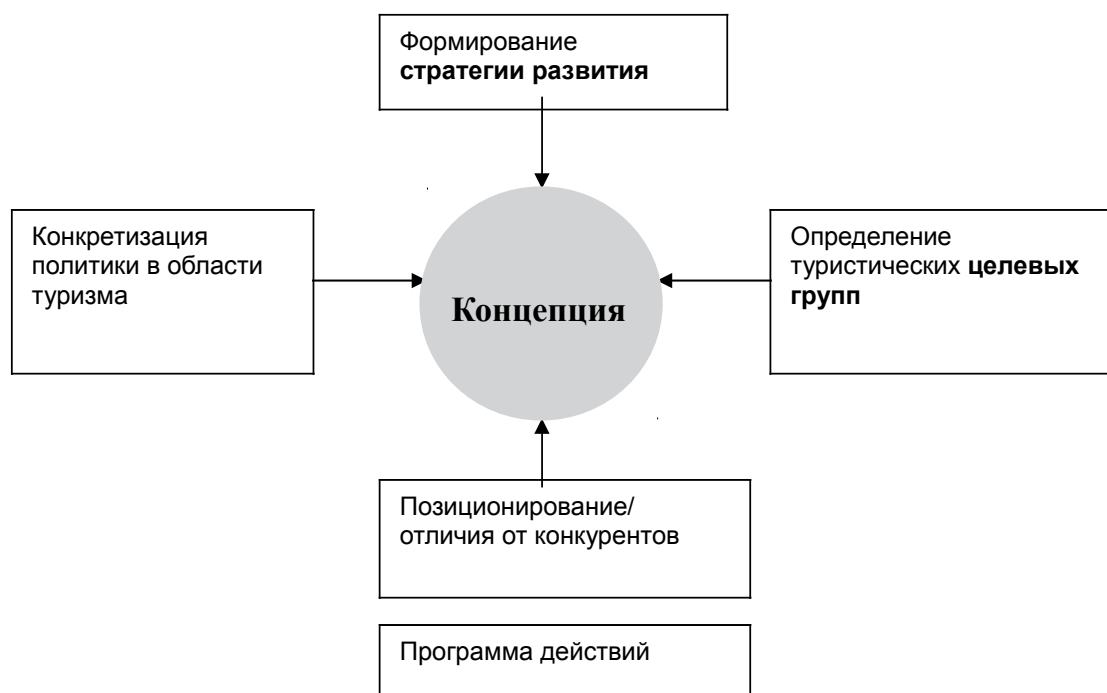 Формирование
стратегии развития
Конкретизация
политики в области
туризма
Определение
туристических целевых
групп
Концепция
Позиционирование/
отличия от конкурентов
Программа действий